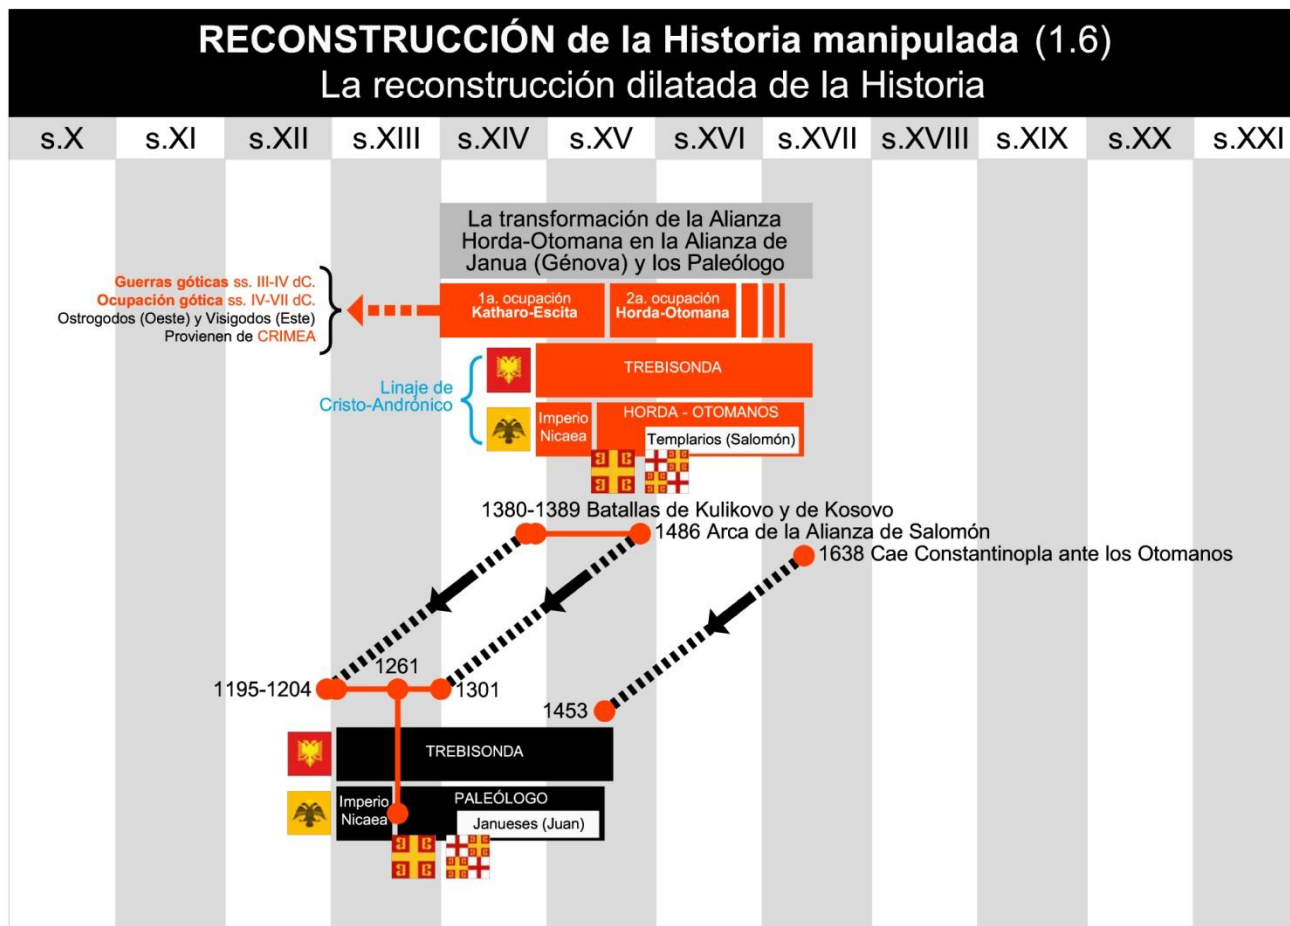 RECONSTRUCCIÓN de la Historia manipulada (1.6)
La reconstrucción dilatada de la Historia
s.X s.XI s.XII s.XIII s.XIV s.XV s.XVI s.XVII s.XVIII s.XIX s.XX s.XXI
La transformación de la Alianza
Horda-Otomana en la Alianza de
Janua (Génova) y los Paleólogo
Guerras góticas ss. III-IV dC.
Ocupación gótica ss. IV-VII dC.
Ostrogodos (Oeste) y Visigodos (Este)
Provienen de CRIMEA
1a. ocupación
Katharo-Escita
2a. ocupación
Horda-Otomana
Linaje de
Cristo-Andrónico
TREBISONDA
Imperio
Nicaea
HORDA - OTOMANOS
Templarios (Salomón)
1380-1389 Batallas de Kulikovo y de Kosovo
1486 Arca de la Alianza de Salomón
1638 Cae Constantinopla ante los Otomanos
1195-1204
1261
1301
1453
TREBISONDA
Imperio
Nicaea
PALEÓLOGO
Janueses (Juan)